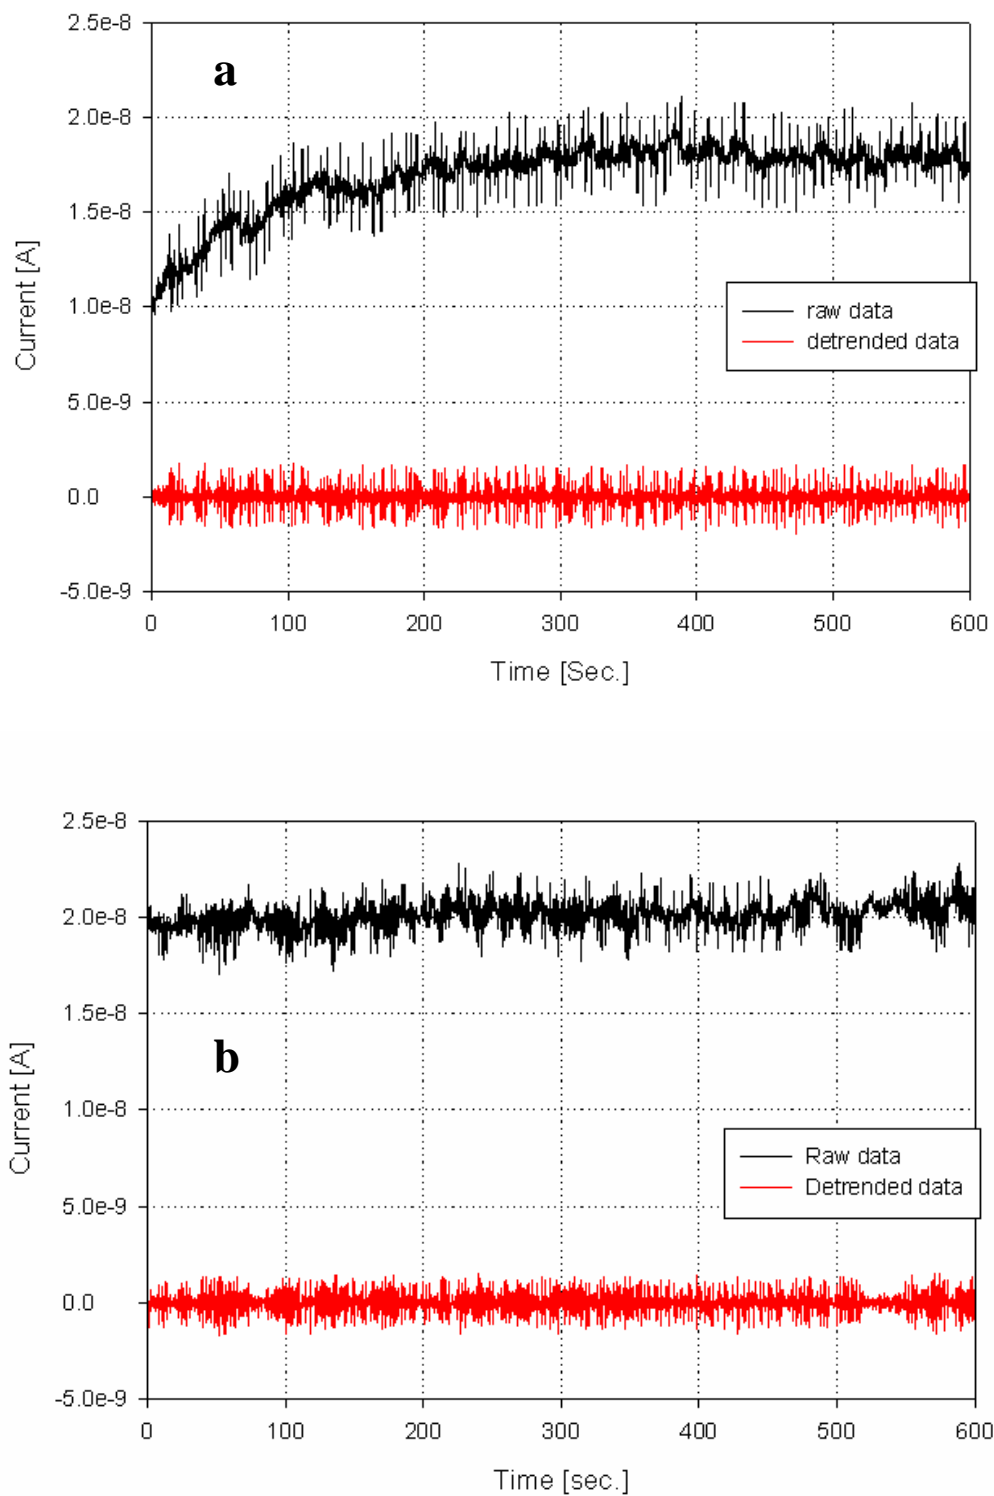 2.5e-8
a
2.0e-8
1.5e-8
1.0e-8
5.0e-9
0.0
-5.0e-9
Current [A]
raw data
detrended data
0 100 200 300 400 500 600
Time [Sec.]
2.5e-8
2.0e-8
1.5e-8
b
1.0e-8
5.0e-9
0.0
-5.0e-9
Current [A]
Raw data
Detrended data
0 100 200 300 400 500 600
Time [sec.]